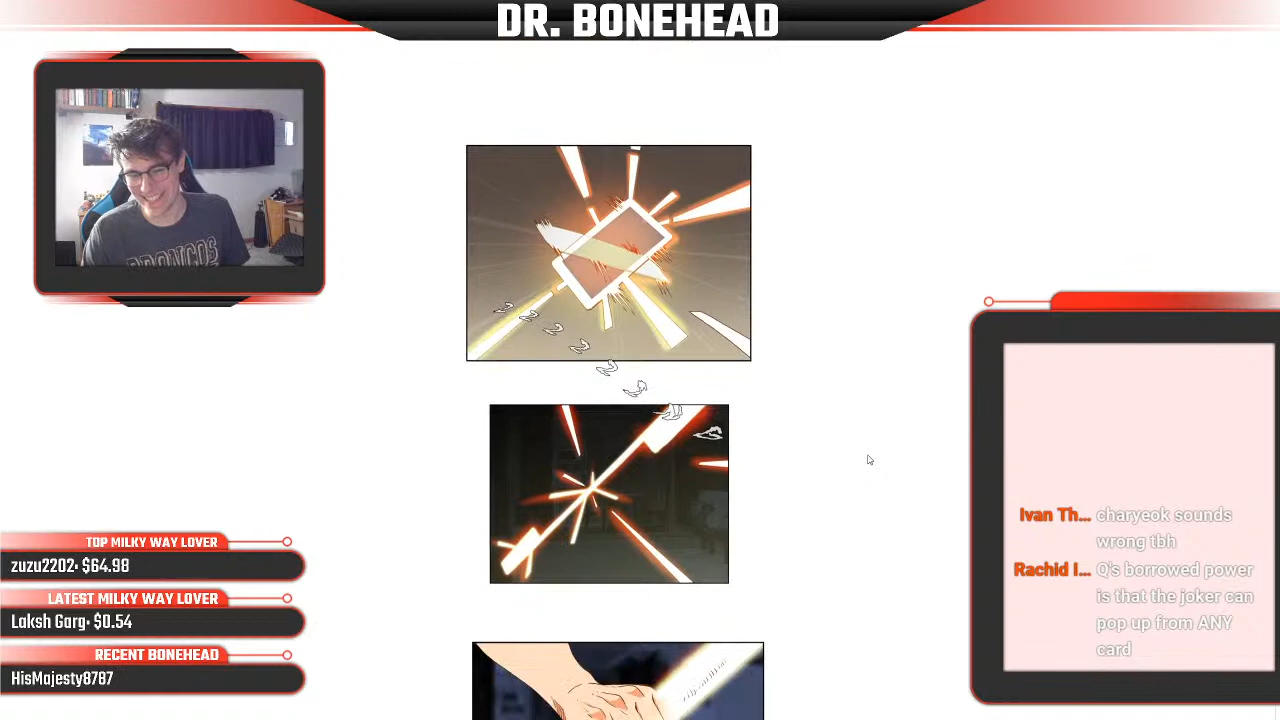 DR. BONEHEAD
TOP MILKY WAY LOVER
zuzu2202• $64.98
LATEST MILKY WAY LOVER
Laksh Garg• $0.54
RECENT BONEHEAD
HisMajesty8787
Ivan Th... charyeok sounds
wrong tbh
Rachid I... Q's borrowed power
is that the joker can
pop up from ANY
card
BRONCOS